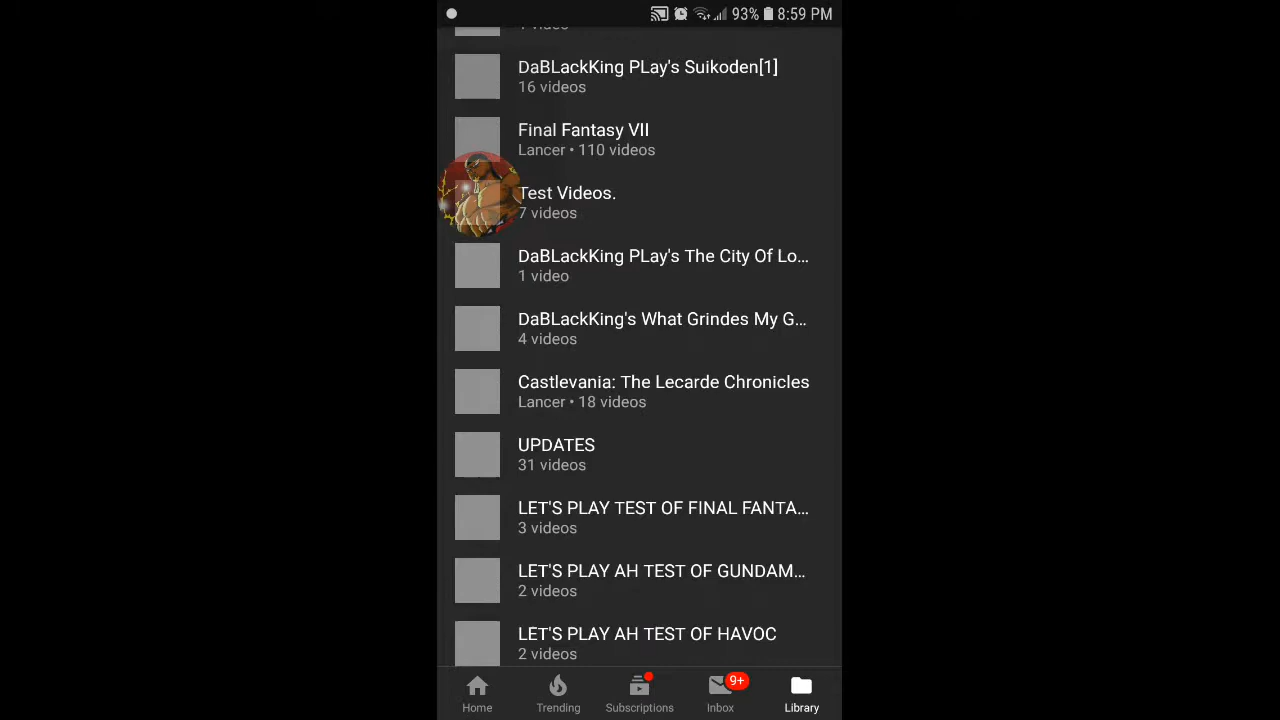 93% 8:59 PM
DaBLackKing PLay's Suikoden[1]
16 videos
Final Fantasy VII
Lancer • 110 videos
Test Videos.
7 videos
DaBLackKing PLay's The City Of Lo...
1 video
DaBLackKing's What Grindes My G...
4 videos
Castlevania: The Lecarde Chronicles
Lancer • 18 videos
UPDATES
31 videos
LET'S PLAY TEST OF FINAL FANTA...
3 videos
LET'S PLAY AH TEST OF GUNDAM...
2 videos
LET'S PLAY AH TEST OF HAVOC
2 videos
9+
Home Trending Subscriptions Inbox Library